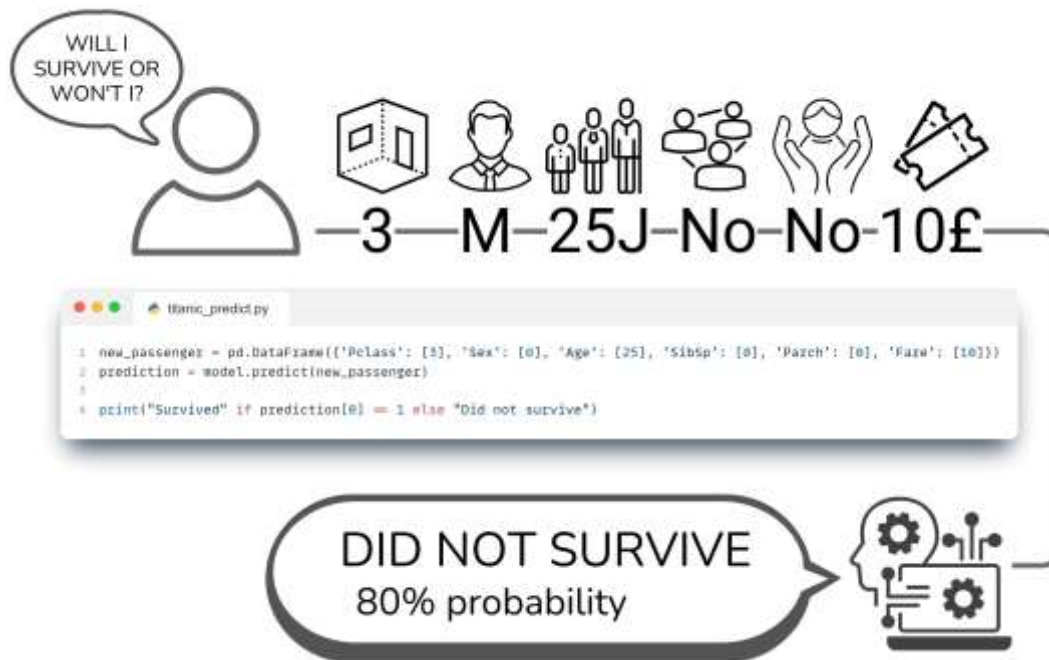 WILL I
SURVIVE OR
WON'T I?
3 M 25J No No 10£
titanic_predict.py
1 new_passenger = pd.DataFrame({'Pclass': [3], 'Sex': [0], 'Age': [25], 'SibSp': [0], 'Parch': [0], 'Fare': [10]})
2 prediction = model.predict(new_passenger)
3
4 print("Survived" if prediction[0] == 1 else "Did not survive")
DID NOT SURVIVE
80% probability